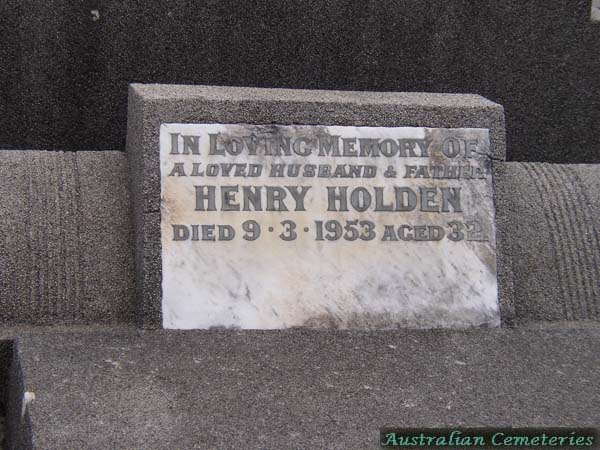 IN LOVING MEMORY OF
A LOVED HUSBAND & FATHER
HENRY HOLDEN
DIED 9·3·1953 AGED 32.
Australian Cemeteries